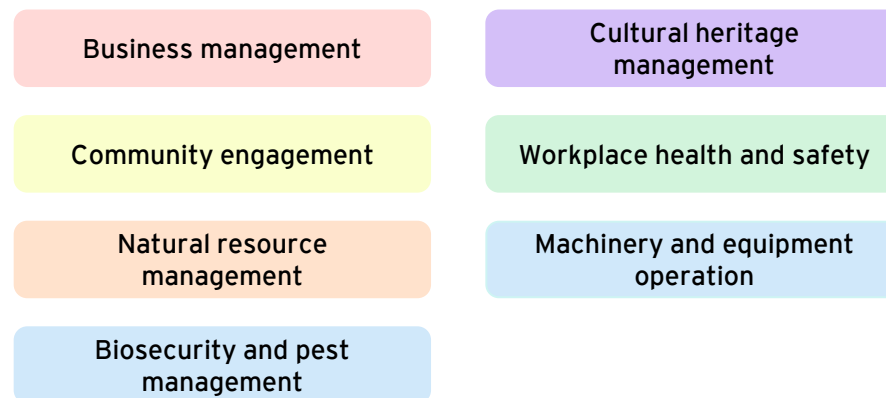 Business management
Cultural heritage
management
Community engagement
Workplace health and safety
Natural resource
management
Machinery and equipment
operation
Biosecurity and pest
management